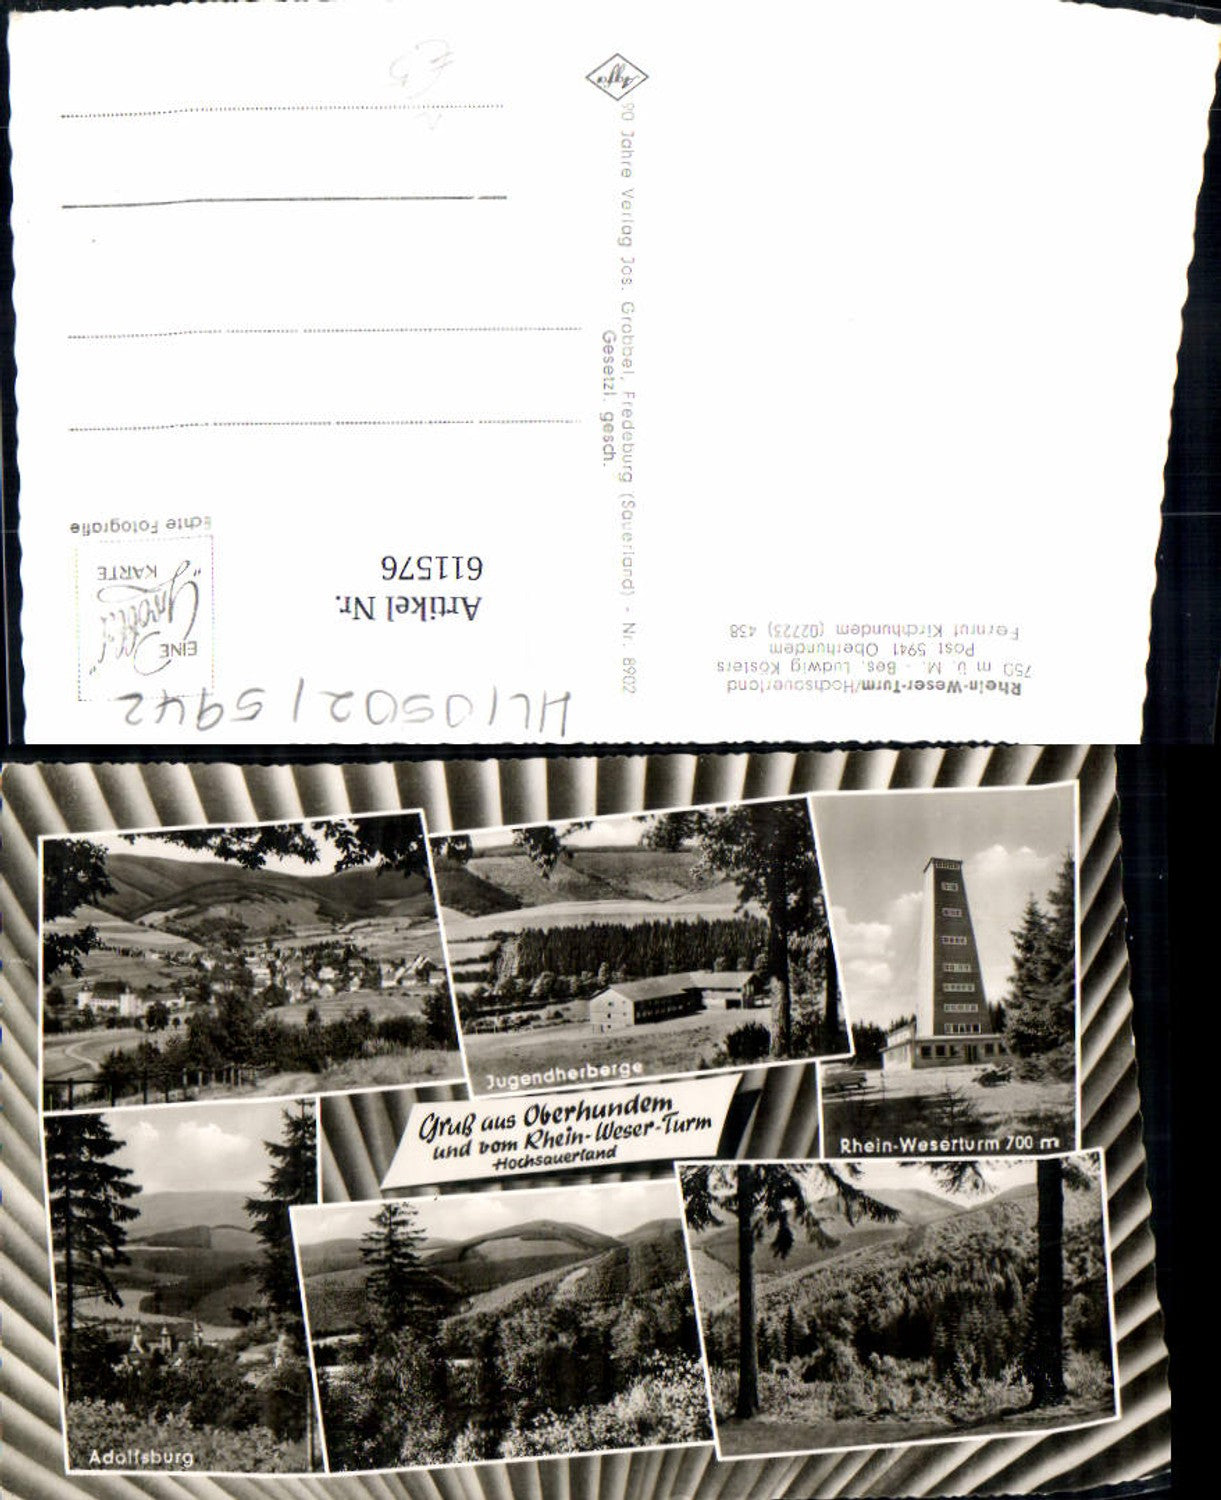 Agfa
90 Jahre Verlag Jos. Grobbel, Fredeburg (Sauerland) - Nr. 8902
Gesetzl. gesch.
Rhein-Weser-Turm/Hochsauerland
750 m ü. M. - Bes. Ludwig Kösters
Post 5941 Oberhundem
Fernruf Kirchhundem (02723) 438
HL10502/5942
EINE
KARTE
Echte Fotografie
Artikel Nr.
611576
Jugendherberge
Gruß aus Oberhundem
und vom Rhein-Weser-Turm
-Hochsauerland
Rhein-Weserturm 700 m
Adolfsburg